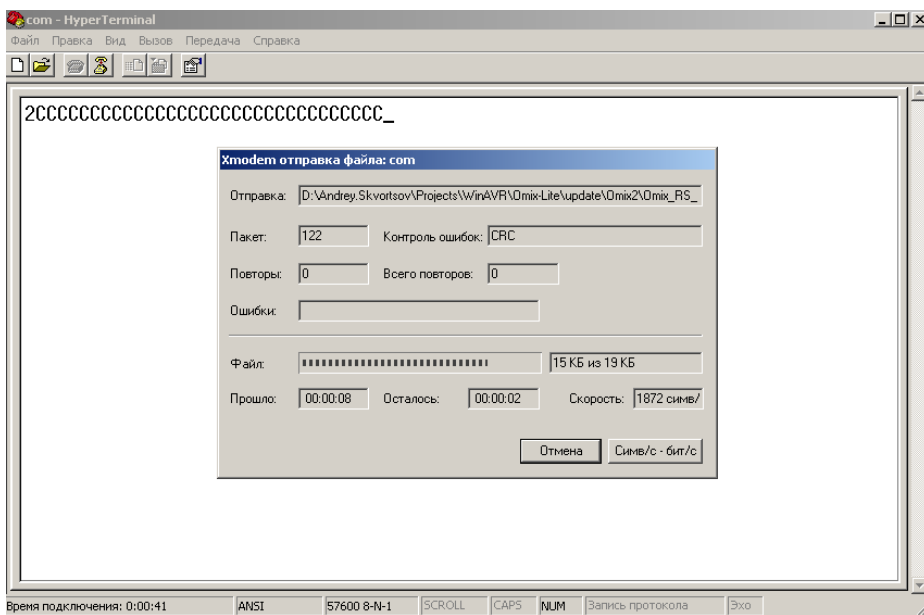 com - HyperTerminal
Файл Правка Вид Вызов Передача Справка
2CCCCCCCCCCCCCCCCCCCCCCCCCCCCCCCC_
Xmodem отправка файла: com
Отправка: D:\Andrey.Skvortsov\Projects\WinAVR\Omix-Lite\update\Omix2\Omix_RS_
Пакет: 122 Контроль ошибок: CRC
Повторы: 0 Всего повторов: 0
Ошибки:
Файл: 15 КБ из 19 КБ
Прошло: 00:00:08 Осталось: 00:00:02 Скорость: 1872 симв/
Отмена Симв/с - бит/с
Время подключения: 0:00:41 ANSI 57600 8-N-1 SCROLL CAPS NUM Запись протокола Эхо